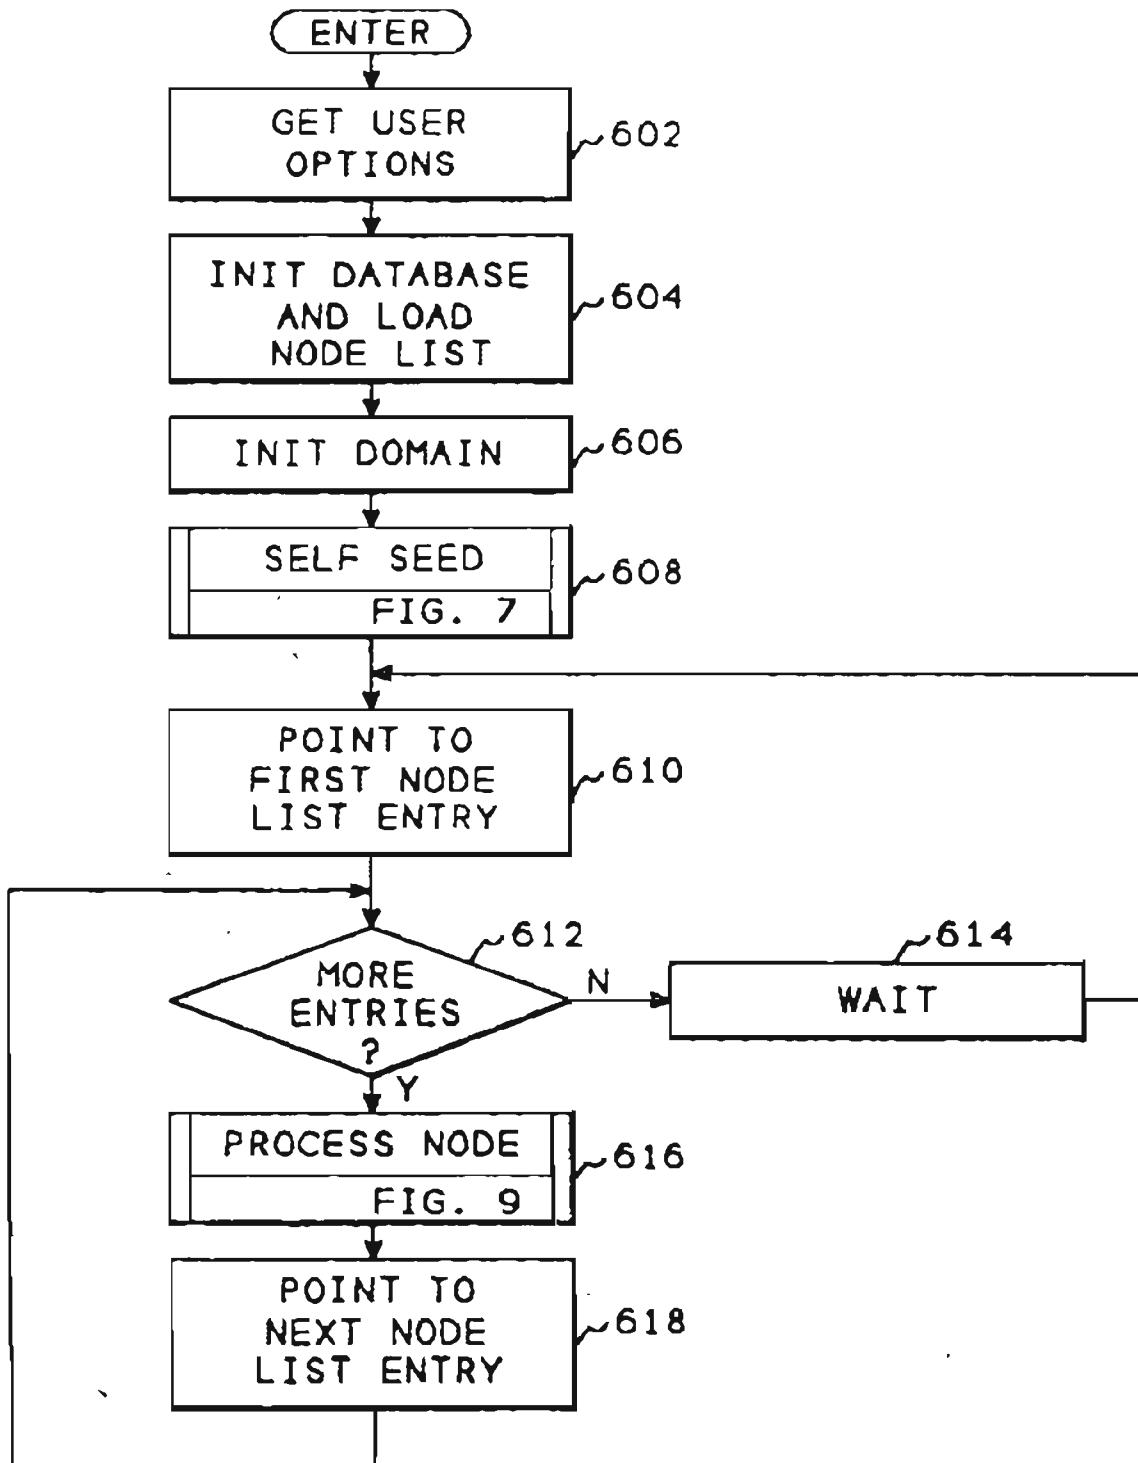 ENTER
GET USER
OPTIONS
602
INIT DATABASE
AND LOAD
NODE LIST
604
INIT DOMAIN
606
SELF SEED
FIG. 7
608
POINT TO
FIRST NODE
LIST ENTRY
610
MORE
ENTRIES
?
612
N
WAIT
614
Y
PROCESS NODE
FIG. 9
616
POINT TO
NEXT NODE
LIST ENTRY
618